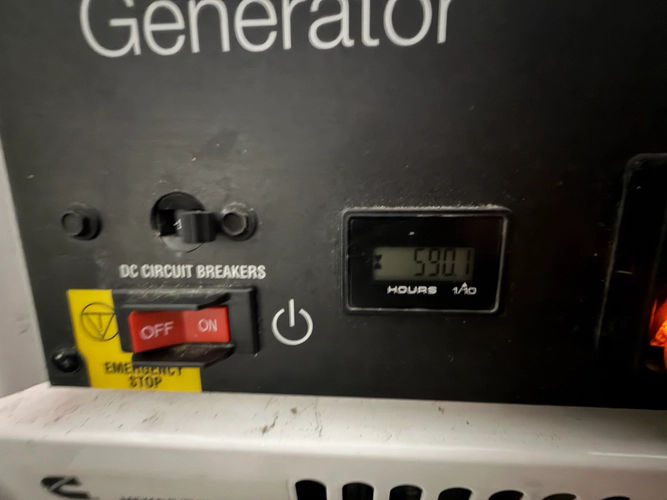 Generator
590.1
HOURS 1/10
DC CIRCUIT BREAKERS
OFF ON
EMERGENCY
STOP